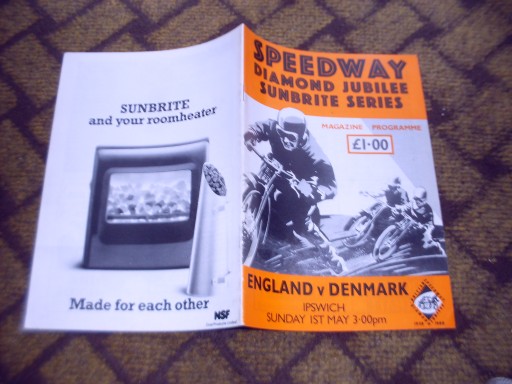 SUNBRITE
and your roomheater
Made for each other
NSF
SPEEDWAY
DIAMOND JUBILEE
SUNBRITE SERIES
MAGAZINE PROGRAMME
£1·00
ENGLAND v DENMARK
IPSWICH
SUNDAY 1ST MAY 3·00pm